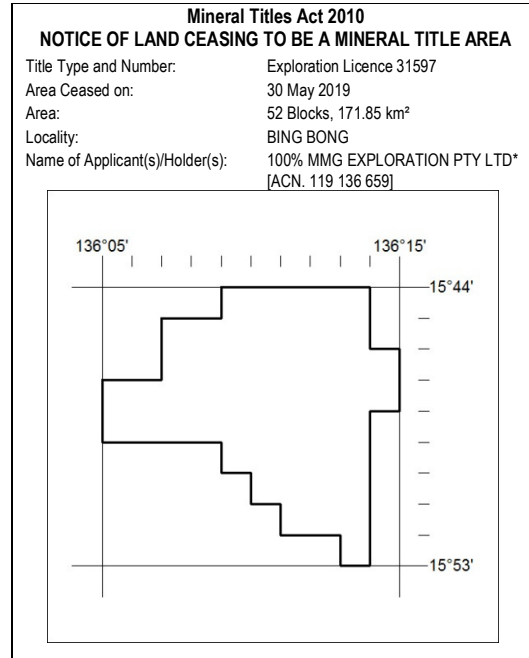 Mineral Titles Act 2010
NOTICE OF LAND CEASING TO BE A MINERAL TITLE AREA
Title Type and Number: Exploration Licence 31597
Area Ceased on: 30 May 2019
Area: 52 Blocks, 171.85 km²
Locality: BING BONG
Name of Applicant(s)/Holder(s): 100% MMG EXPLORATION PTY LTD*
[ACN. 119 136 659]
136°05' 136°15'
15°44'
15°53'